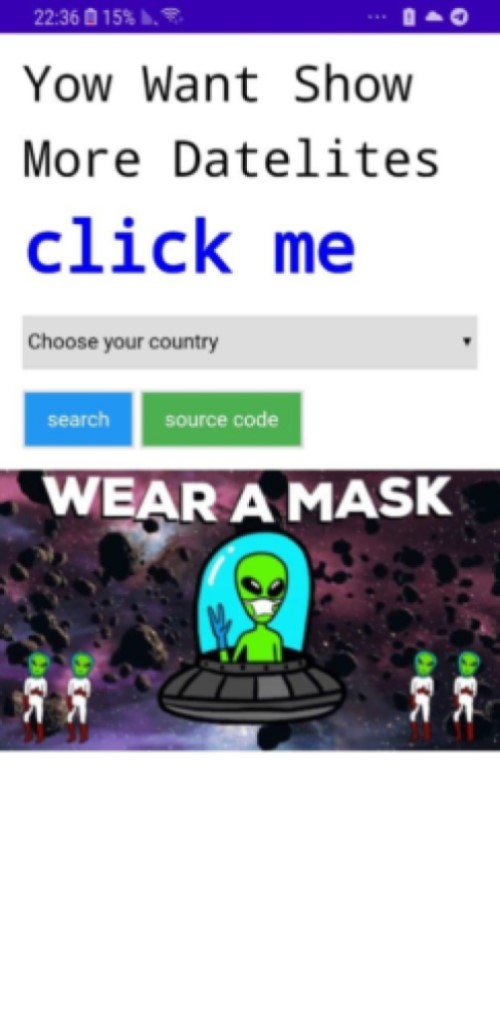 22:36 15%
Yow Want Show
More Datelites
click me
Choose your country
search source code
WEAR A MASK